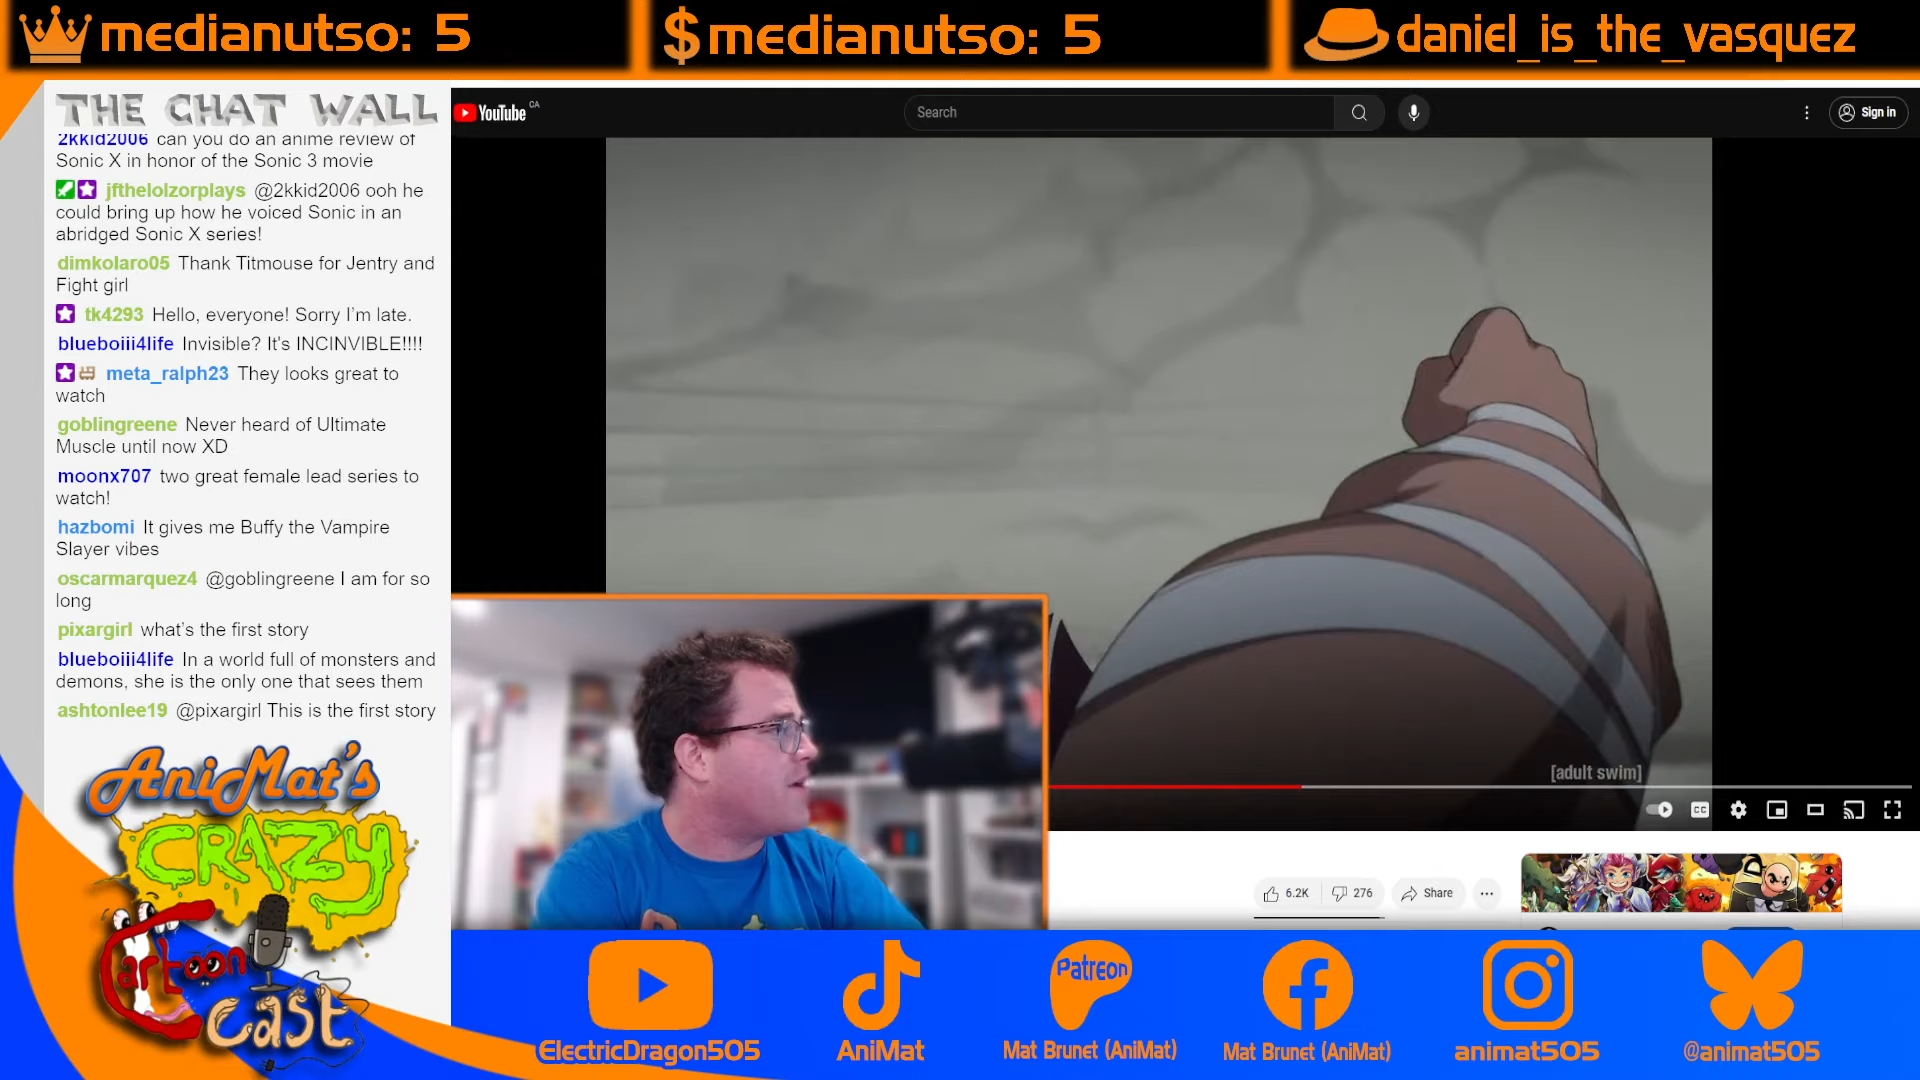 medianutso: 5
$medianutso: 5
daniel_is_the_vasquez
THE CHAT WALL
2kkid2006 can you do an anime review of
Sonic X in honor of the Sonic 3 movie
jfthelolzorplays @2kkid2006 ooh he
could bring up how he voiced Sonic in an
abridged Sonic X series!
dimkolaro05 Thank Titmouse for Jentry and
Fight girl
tk4293 Hello, everyone! Sorry I'm late.
blueboiii4life Invisible? It's INCINVIBLE!!!!
meta_ralph23 They looks great to
watch
goblingreene Never heard of Ultimate
Muscle until now XD
moonx707 two great female lead series to
watch!
hazbomi It gives me Buffy the Vampire
Slayer vibes
oscarmarquez4 @goblingreene I am for so
long
pixargirl what's the first story
blueboiii4life In a world full of monsters and
demons, she is the only one that sees them
ashtonlee19 @pixargirl This is the first story
AniMat's
CRAZY
Cartoon
Cast
YouTube CA
Search
Sign in
[adult swim]
CC
6.2K
276
Share
ElectricDragon505
AniMat
Patreon
Mat Brunet (AniMat)
Mat Brunet (AniMat)
animat505
@animat505